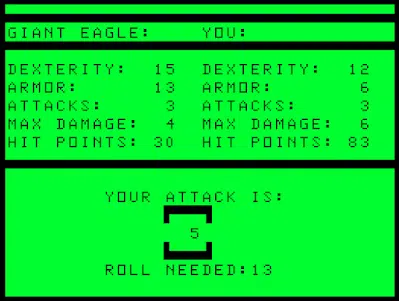 GIANT EAGLE: YOU:
DEXTERITY: 15 DEXTERITY: 12
ARMOR: 13 ARMOR: 6
ATTACKS: 3 ATTACKS: 3
MAX DAMAGE: 4 MAX DAMAGE: 6
HIT POINTS: 30 HIT POINTS: 83
YOUR ATTACK IS:
5
ROLL NEEDED:13